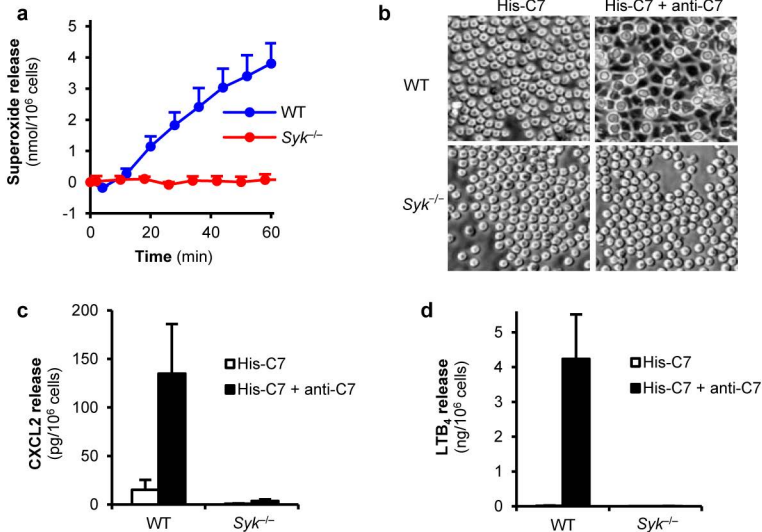 a
Superoxide release
(nmol/10⁶ cells)
5
4
3
2
1
0
-1
0 20 40 60
Time (min)
WT
Syk⁻/⁻
b
His-C7 His-C7 + anti-C7
WT
Syk⁻/⁻
c
CXCL2 release
(pg/10⁶ cells)
200
150
100
50
0
His-C7
His-C7 + anti-C7
WT Syk⁻/⁻
d
LTB₄ release
(ng/10⁶ cells)
5
4
3
2
1
0
His-C7
His-C7 + anti-C7
WT Syk⁻/⁻